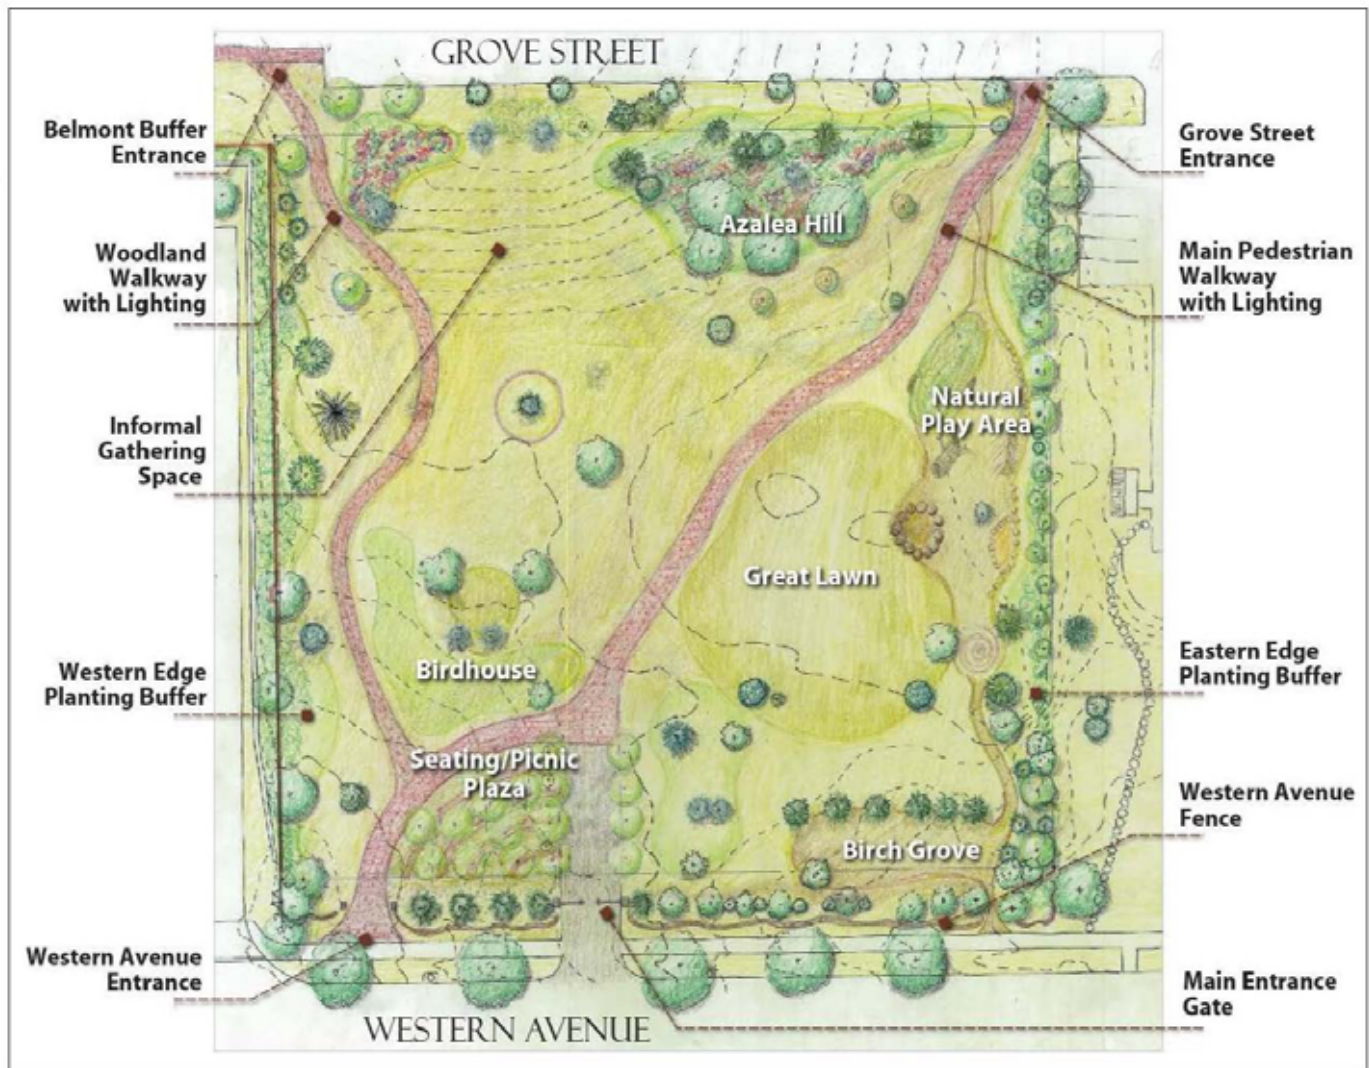 GROVE STREET
Belmont Buffer
Entrance
Woodland
Walkway
with Lighting
Informal
Gathering
Space
Western Edge
Planting Buffer
Western Avenue
Entrance
Azalea Hill
Natural
Play Area
Great Lawn
Birdhouse
Seating/Picnic
Plaza
Birch Grove
Grove Street
Entrance
Main Pedestrian
Walkway
with Lighting
Eastern Edge
Planting Buffer
Western Avenue
Fence
Main Entrance
Gate
WESTERN AVENUE